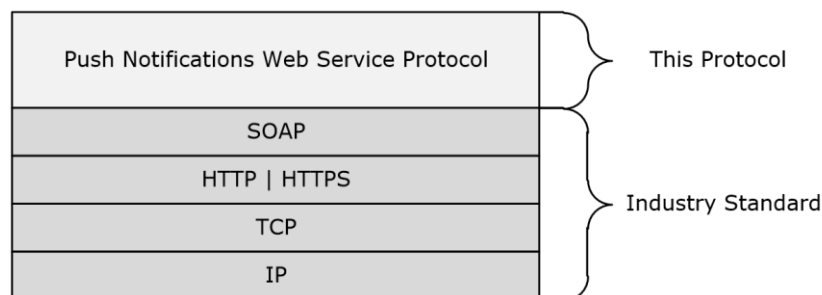 Push Notifications Web Service Protocol
This Protocol
SOAP
HTTP | HTTPS
TCP
Industry Standard
IP